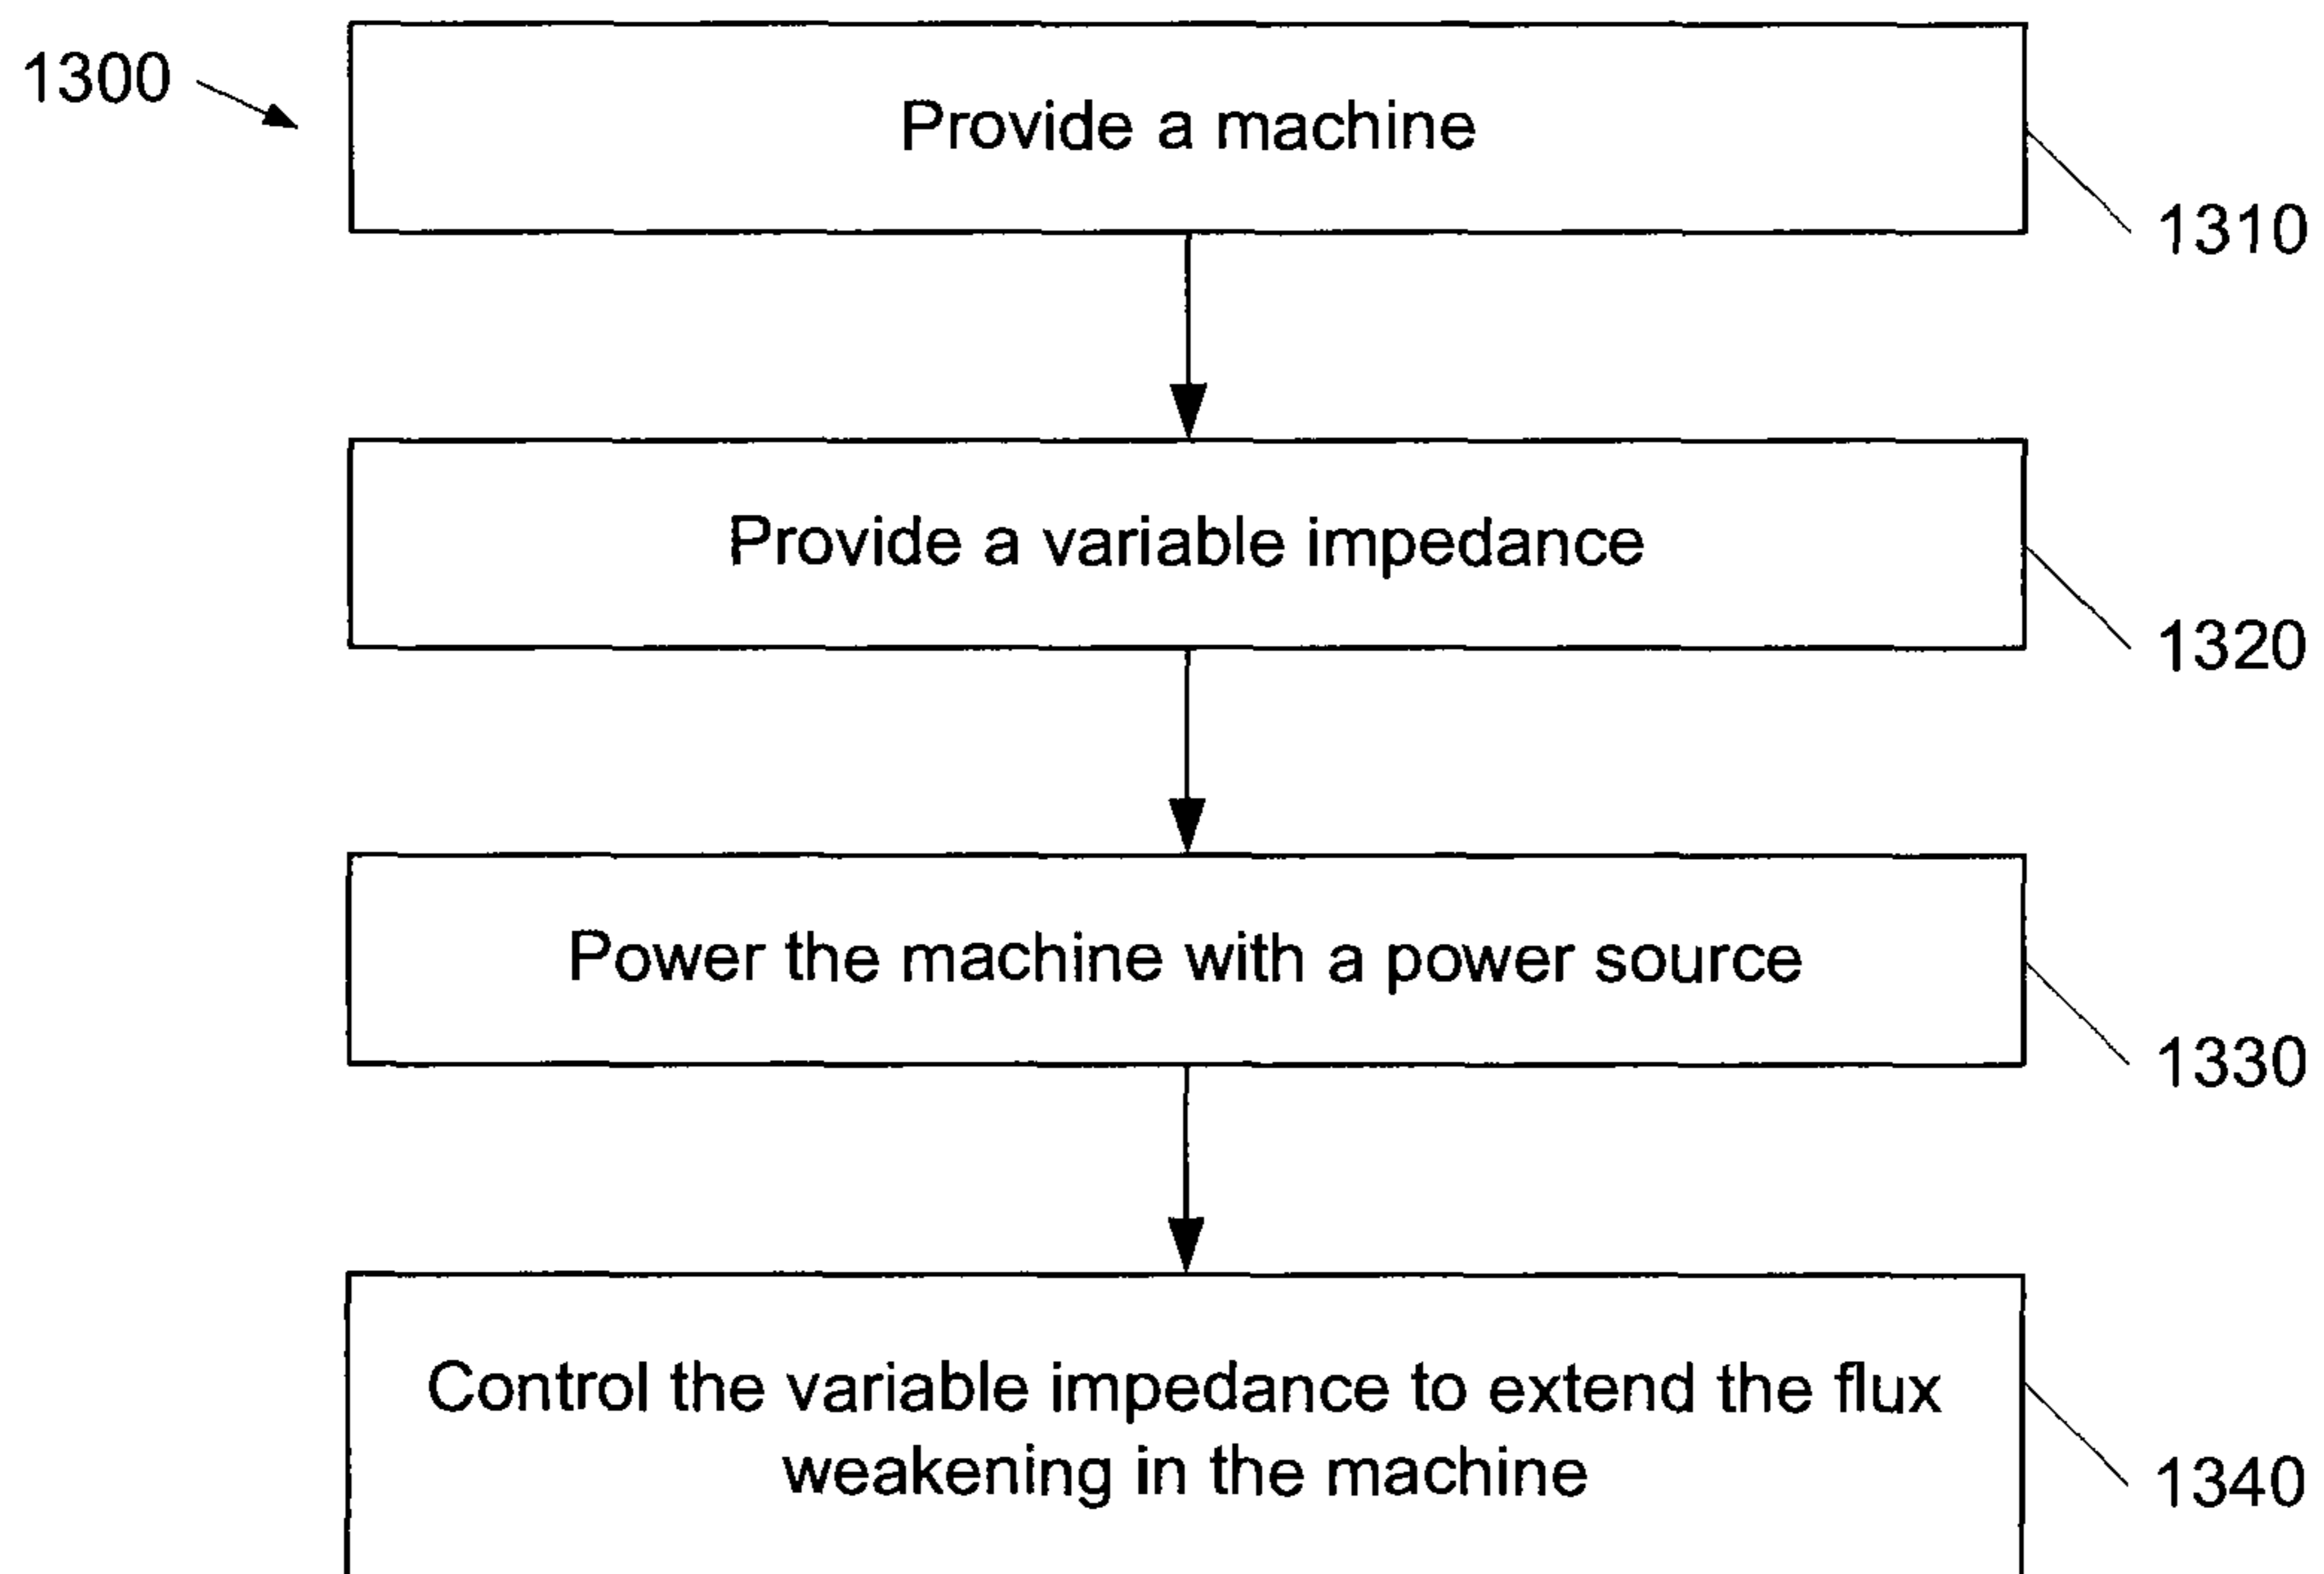 1300
Provide a machine
1310
Provide a variable impedance
1320
Power the machine with a power source
1330
Control the variable impedance to extend the flux
weakening in the machine
1340